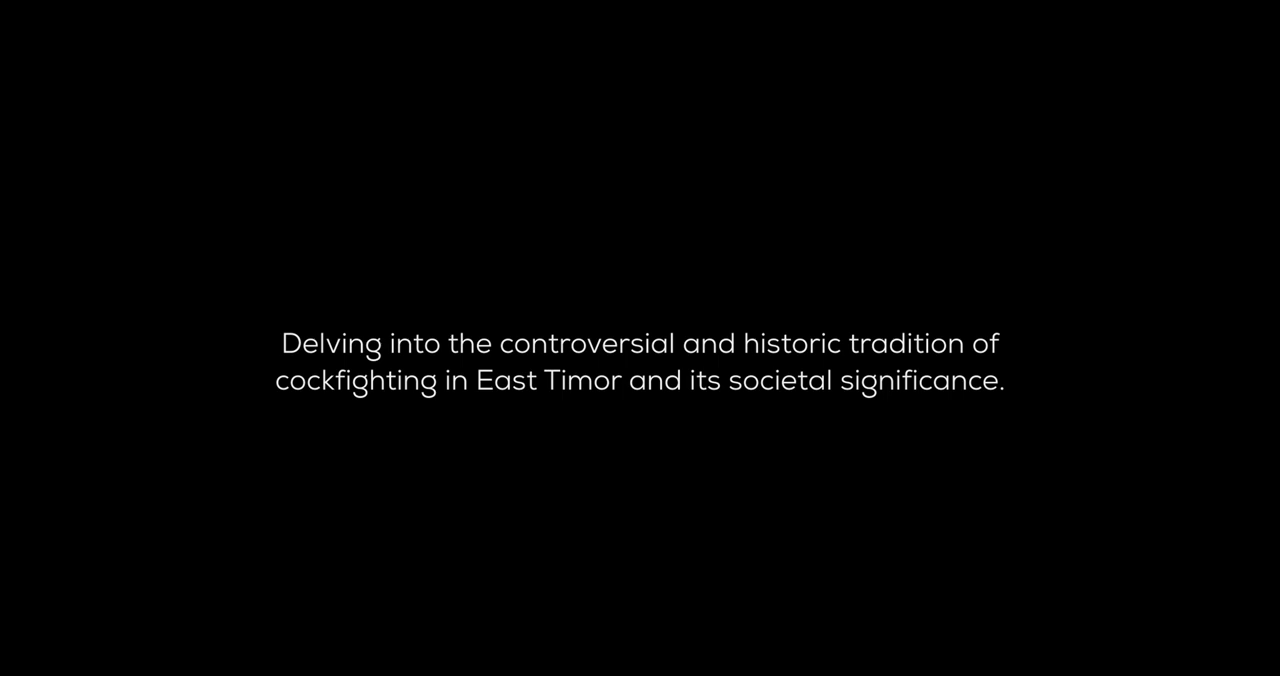 Delving into the controversial and historic tradition of
cockfighting in East Timor and its societal significance.